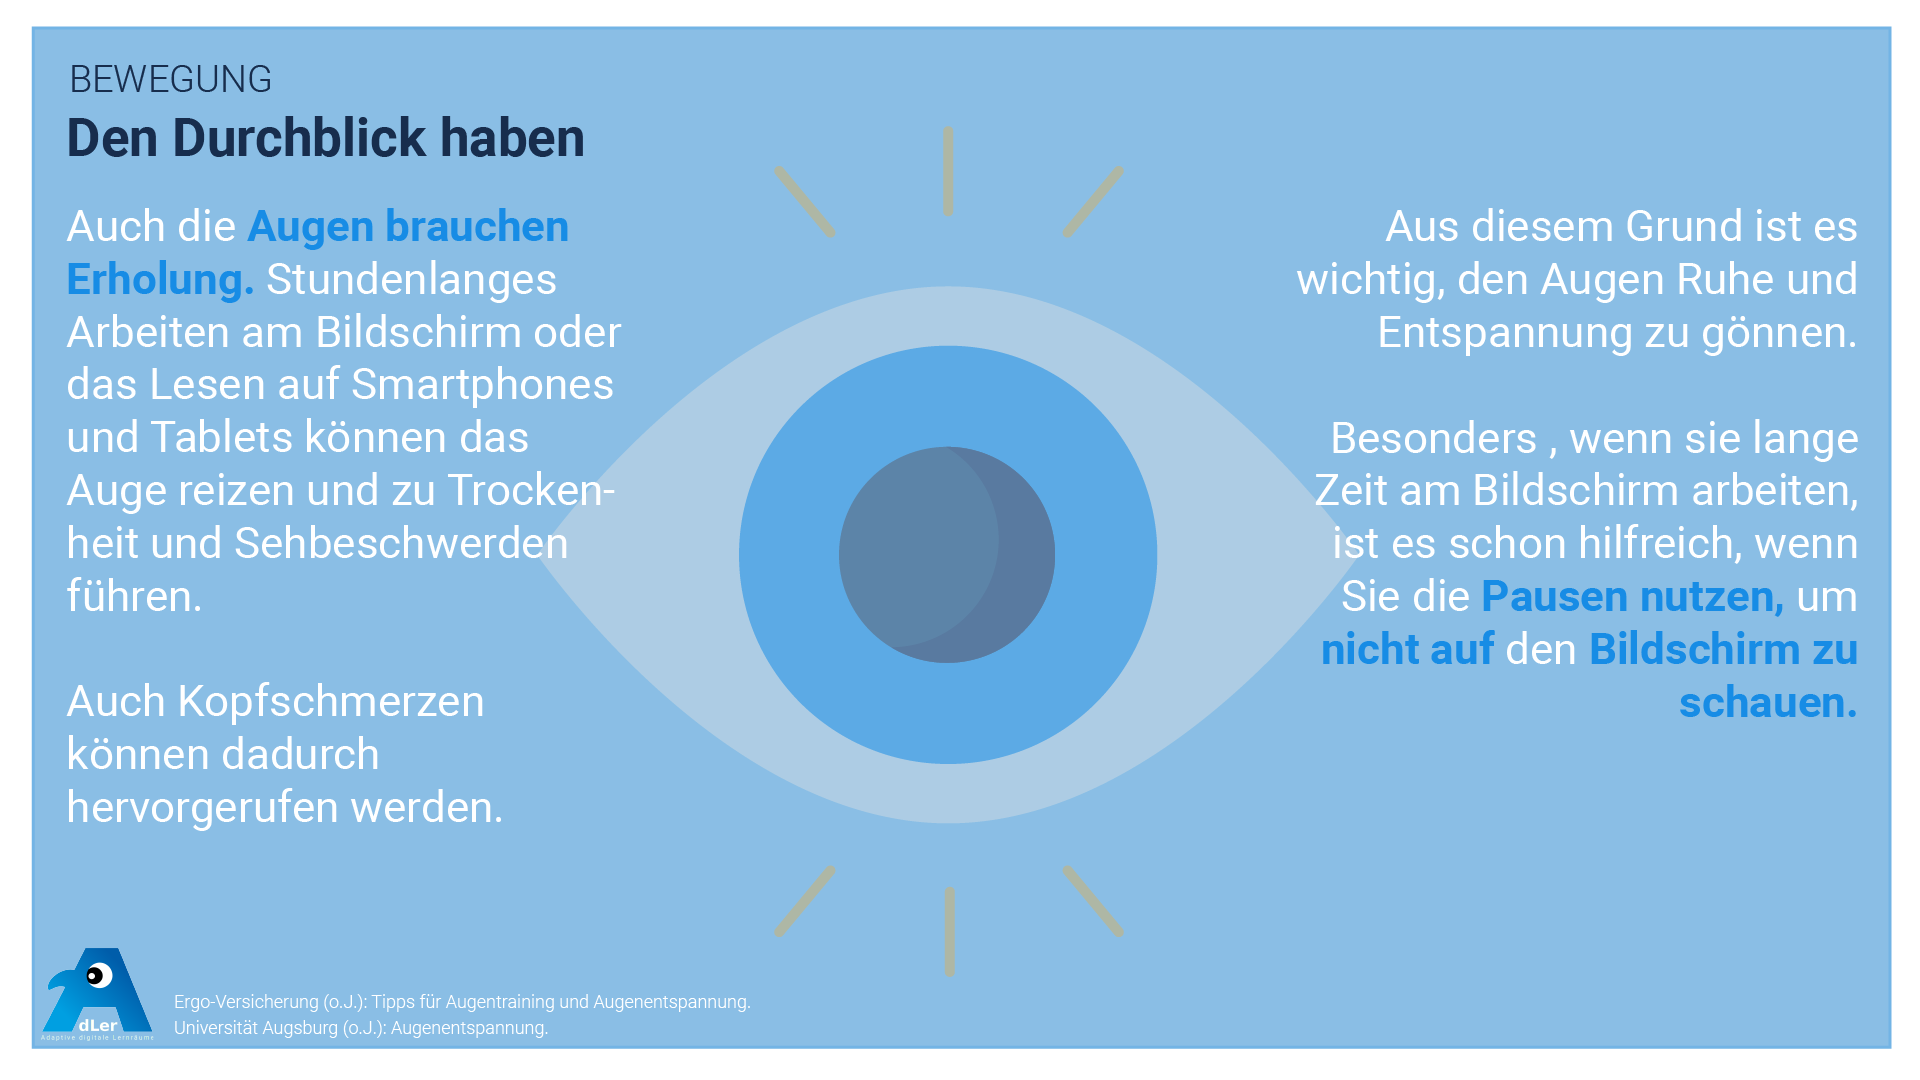 BEWEGUNG
Den Durchblick haben
Auch die Augen brauchen
Erholung. Stundenlanges
Arbeiten am Bildschirm oder
das Lesen auf Smartphones
und Tablets können das
Auge reizen und zu Trocken-
heit und Sehbeschwerden
führen.
Auch Kopfschmerzen
können dadurch
hervorgerufen werden.
Aus diesem Grund ist es
wichtig, den Augen Ruhe und
Entspannung zu gönnen.
Besonders , wenn sie lange
Zeit am Bildschirm arbeiten,
ist es schon hilfreich, wenn
Sie die Pausen nutzen, um
nicht auf den Bildschirm zu
schauen.
dLer
Adaptive digitale Lernräume
Ergo-Versicherung (o.J.): Tipps für Augentraining und Augenentspannung.
Universität Augsburg (o.J.): Augenentspannung.